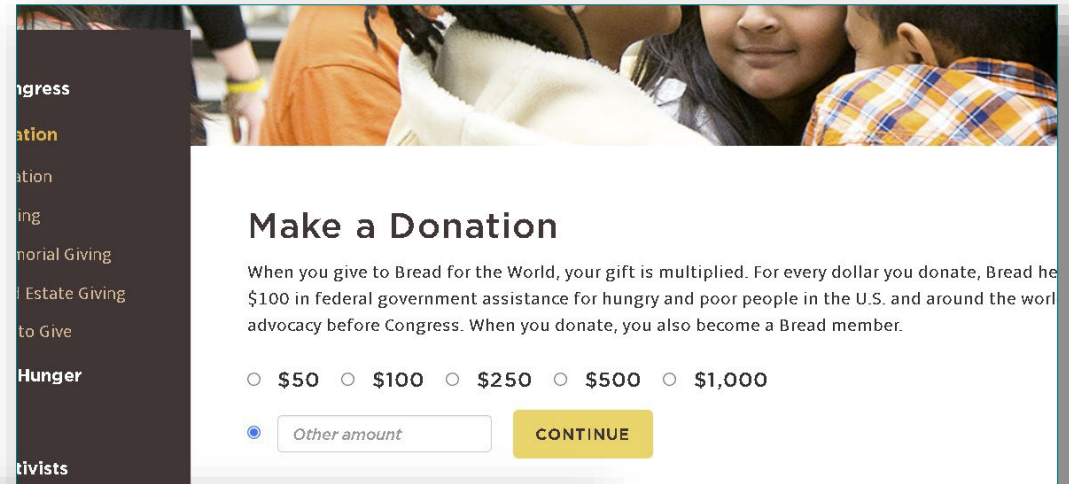 ngress
ation
ation
ing
morial Giving
Estate Giving
to Give
Hunger
tivists
Make a Donation
When you give to Bread for the World, your gift is multiplied. For every dollar you donate, Bread he
$100 in federal government assistance for hungry and poor people in the U.S. and around the worl
advocacy before Congress. When you donate, you also become a Bread member.
$50 $100 $250 $500 $1,000
Other amount CONTINUE